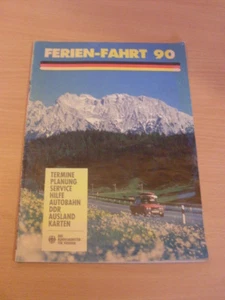 FERIEN-FAHRT 90
TERMINE
PLANUNG
SERVICE
HILFE
AUTOBAHN
DDR
AUSLAND
KARTEN